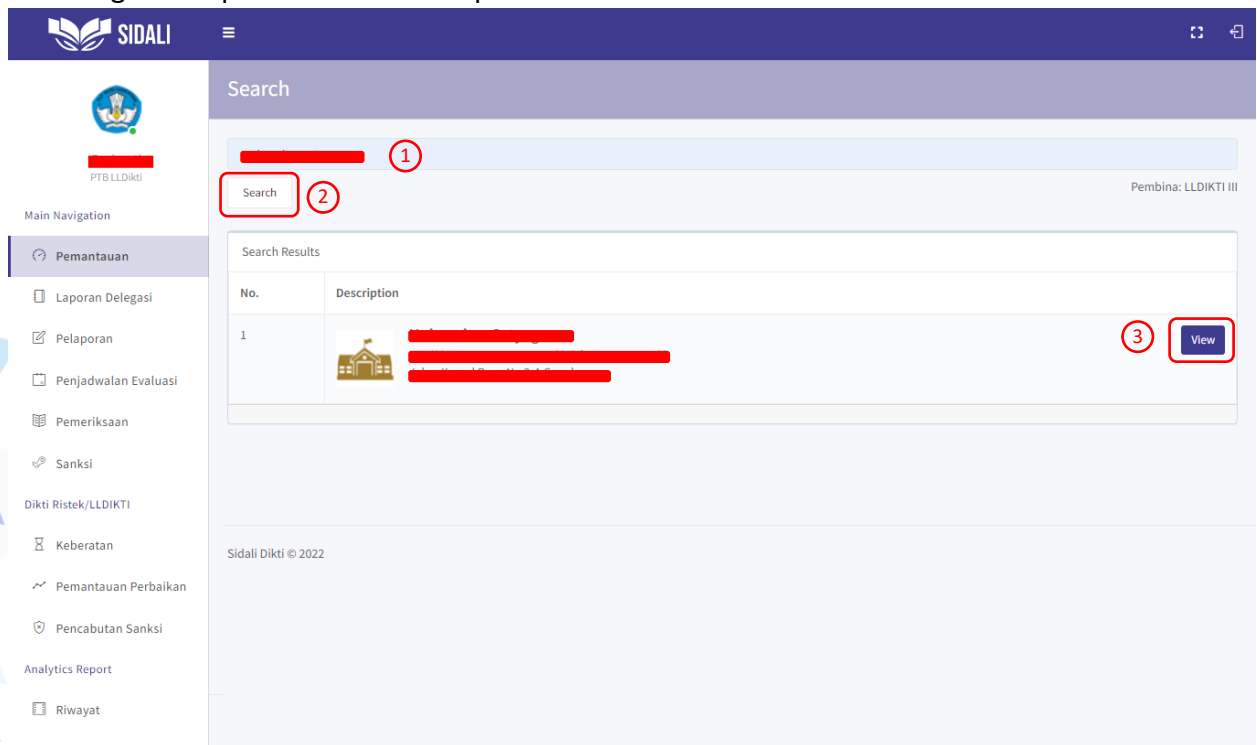 SIDALI
Search
PTB LLDikti
1
Search
2
Pembina: LLDIKTI III
Main Navigation
Pemantauan
Laporan Delegasi
Pelaporan
Penjadwalan Evaluasi
Pemeriksaan
Sanksi
Dikti Ristek/LLDIKTI
Keberatan
Pemantauan Perbaikan
Pencabutan Sanksi
Analytics Report
Riwayat
Search Results
No.
Description
1
3
View
Sidali Dikti © 2022